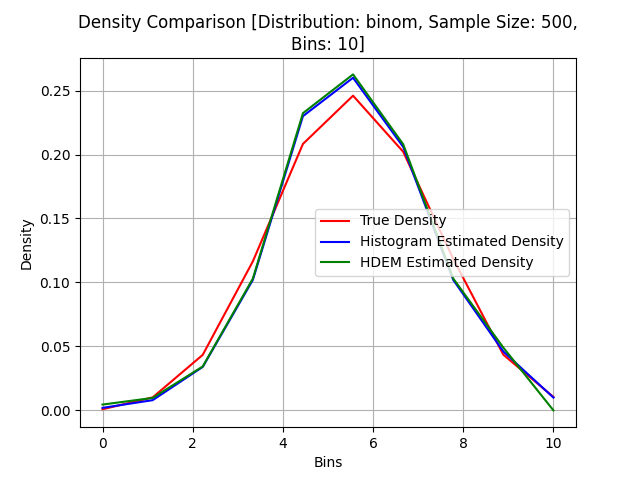 Density Comparison [Distribution: binom, Sample Size: 500,
Bins: 10]
Density
0.25
0.20
0.15
0.10
0.05
0.00
True Density
Histogram Estimated Density
HDEM Estimated Density
0 2 4 6 8 10
Bins